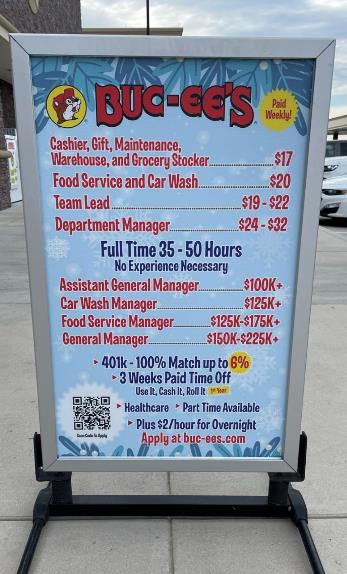 BUC-EE'S
Paid
Weekly!
Cashier, Gift, Maintenance,
Warehouse, and Grocery Stocker..............$17
Food Service and Car Wash..............$20
Team Lead..............$19 - $22
Department Manager..............$24 - $32
Full Time 35 - 50 Hours
No Experience Necessary
Assistant General Manager..............$100K+
Car Wash Manager..............$125K+
Food Service Manager..............$125K-$175K+
General Manager..............$150K-$225K+
401k - 100% Match up to 6%
3 Weeks Paid Time Off
Use It, Cash It, Roll It 1st Year
Healthcare Part Time Available
Plus $2/hour for Overnight
Scan Code To Apply
Apply at buc-ees.com